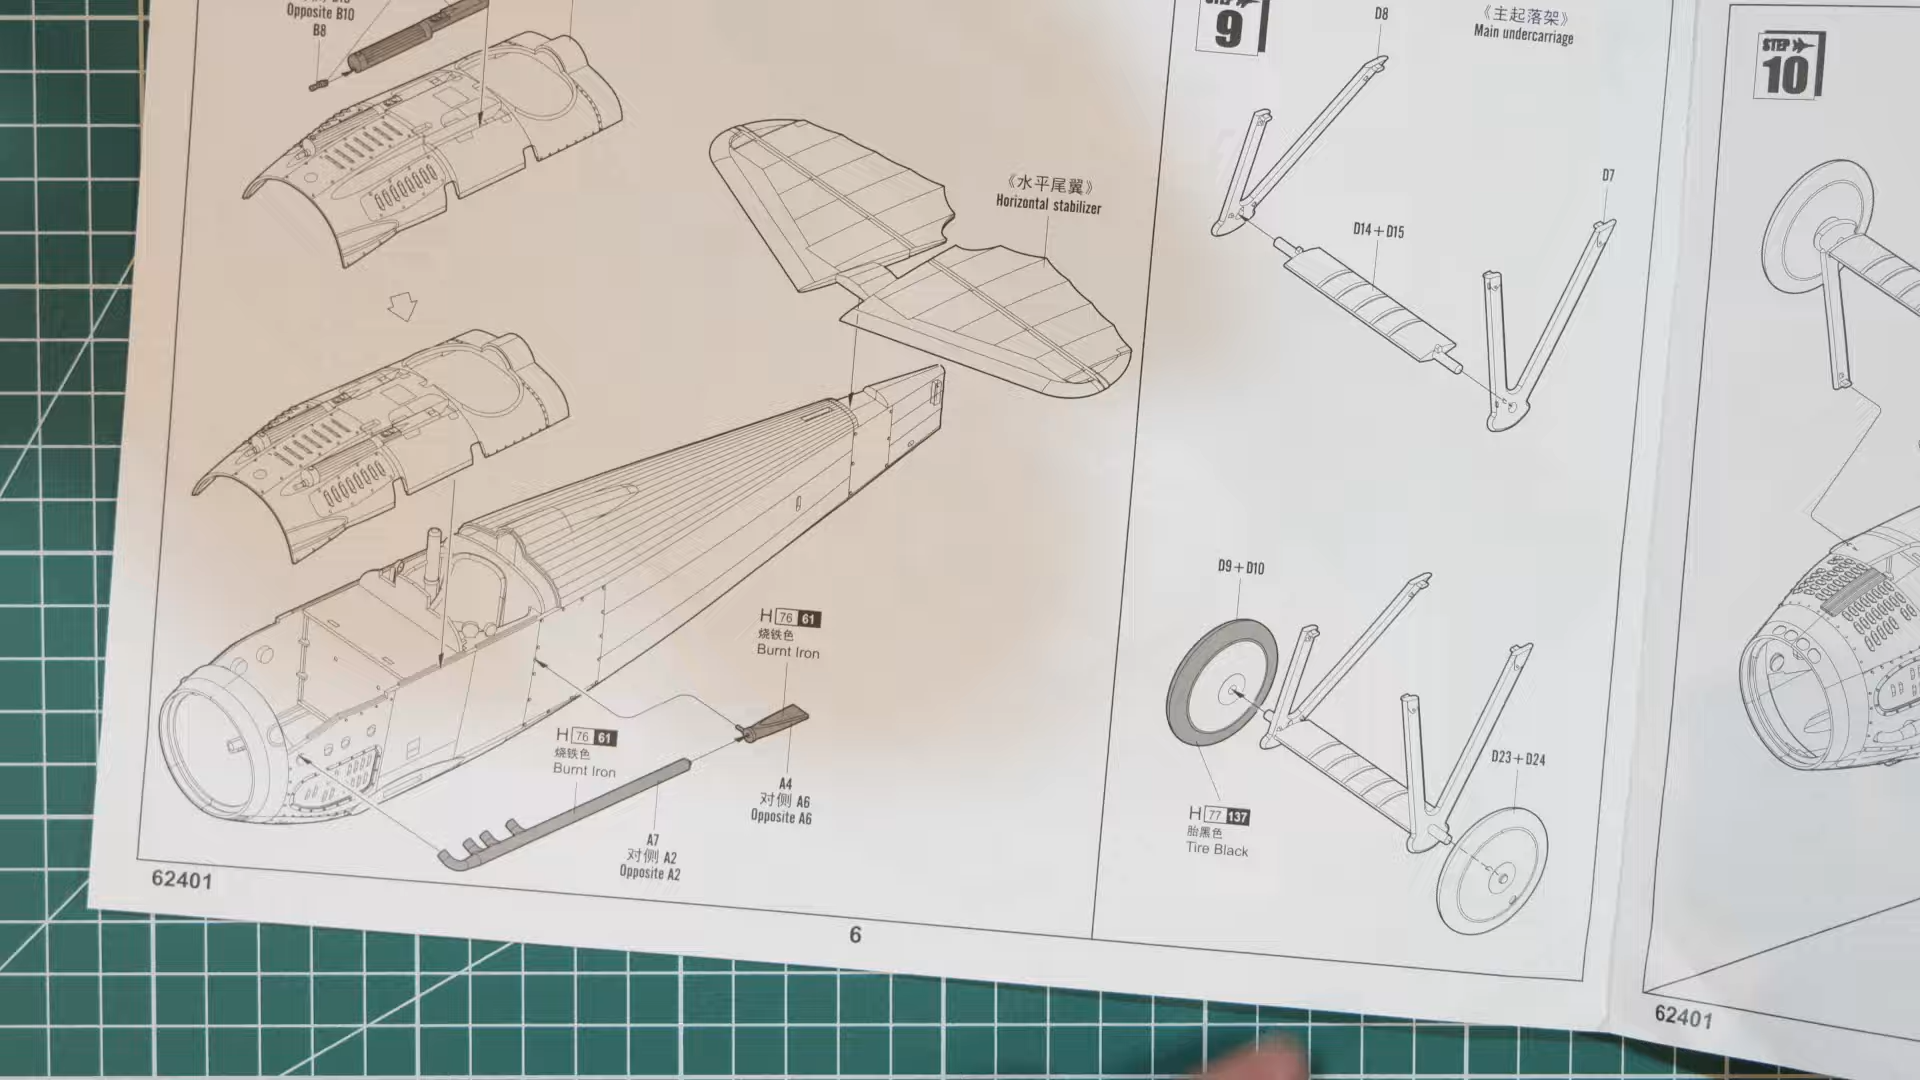 Opposite B10
B8
《水平尾翼》
Horizontal stabilizer
H 76 61
烧铁色
Burnt Iron
H 76 61
烧铁色
Burnt Iron
A4
对侧 A6
Opposite A6
A7
对侧 A2
Opposite A2
62401
6
STEP
9
D8
《主起落架》
Main undercarriage
D7
D14+D15
D9+D10
H 77 137
胎黑色
Tire Black
D23+D24
STEP
10
62401